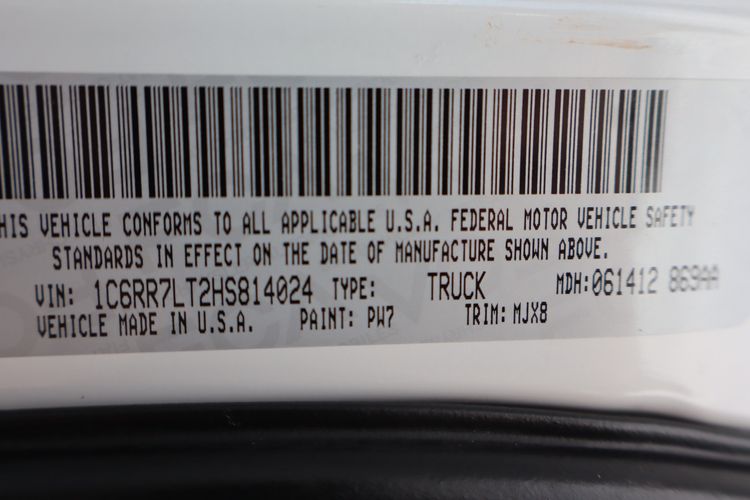 HIS VEHICLE CONFORMS TO ALL APPLICABLE U.S.A. FEDERAL MOTOR VEHICLE SAFETY
STANDARDS IN EFFECT ON THE DATE OF MANUFACTURE SHOWN ABOVE.
VIN: 1C6RR7LT2HS814024 TYPE: TRUCK MDH:061412 869AA
VEHICLE MADE IN U.S.A. PAINT: PW7 TRIM: MJX8